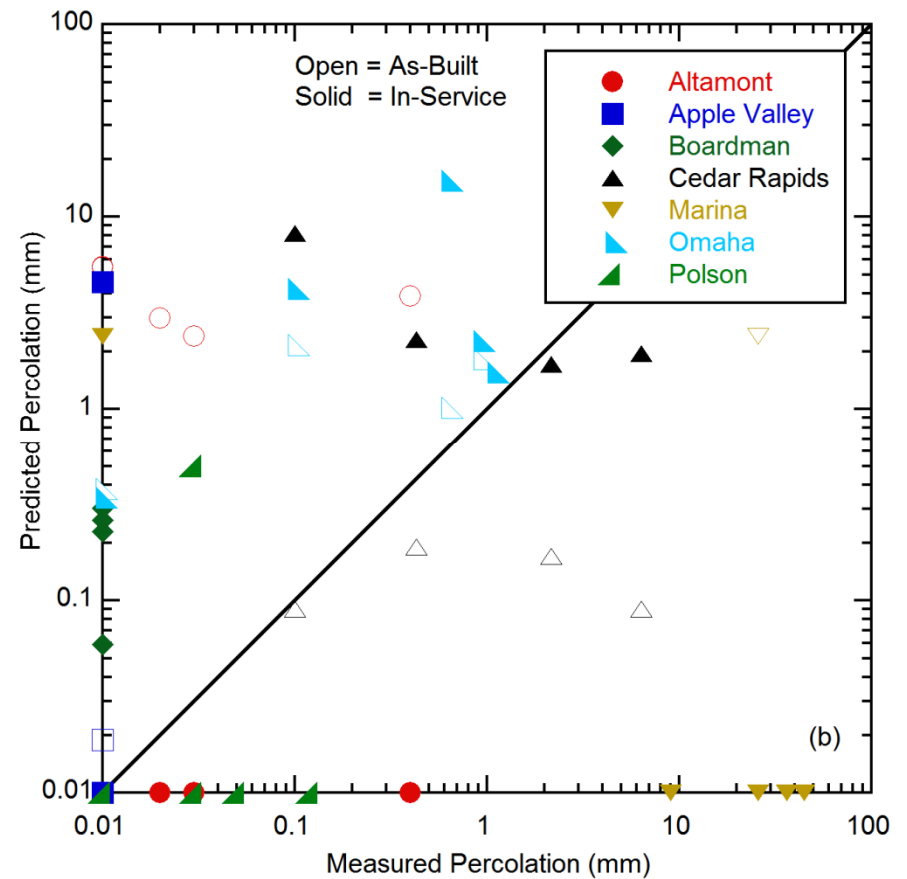 100
Open = As-Built
Solid = In-Service
Altamont
Apple Valley
Boardman
Cedar Rapids
Marina
Omaha
Polson
10
1
0.1
0.01
Predicted Percolation (mm)
(b)
0.01 0.1 1 10 100
Measured Percolation (mm)